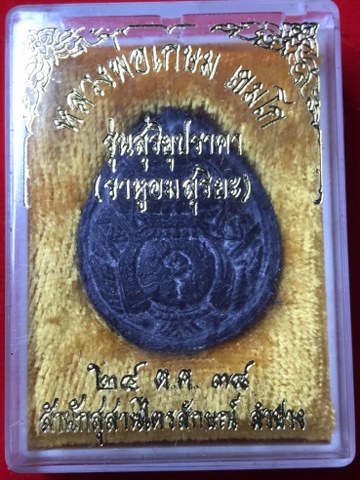 หลวงพ่อเกษม เขมโก
รุ่นสุริยุปราคา
(ราหูอมสุริยะ)
๒๔ ต.ค. ๓๘
สำนักสุสานไตรลักษณ์ ลำปาง